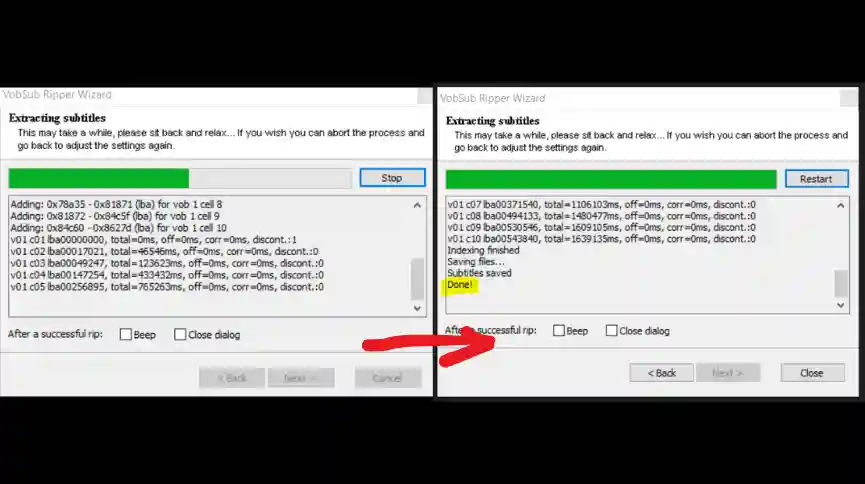 VobSub Ripper Wizard
Extracting subtitles
This may take a while, please sit back and relax... If you wish you can abort the process and
go back to adjust the settings again.
Stop
Adding: 0x78a35 - 0x81871 (lba) for vob 1 cell 8
Adding: 0x81872 - 0x84c5f (lba) for vob 1 cell 9
Adding: 0x84c60 - 0x8627d (lba) for vob 1 cell 10
v01 c01 lba00000000, total=0ms, off=0ms, corr=0ms, discont.:1
v01 c02 lba00017021, total=46546ms, off=0ms, corr=0ms, discont.:0
v01 c03 lba00049247, total=123623ms, off=0ms, corr=0ms, discont.:0
v01 c04 lba00147254, total=433432ms, off=0ms, corr=0ms, discont.:0
v01 c05 lba00256895, total=765263ms, off=0ms, corr=0ms, discont.:0
After a successful rip:
Beep
Close dialog
< Back
Next >
Cancel
VobSub Ripper Wizard
Extracting subtitles
This may take a while, please sit back and relax... If you wish you can abort the process and
go back to adjust the settings again.
Restart
v01 c07 lba00371540, total=1106103ms, off=0ms, corr=0ms, discont.:0
v01 c08 lba00494133, total=1480477ms, off=0ms, corr=0ms, discont.:0
v01 c09 lba00530546, total=1609105ms, off=0ms, corr=0ms, discont.:0
v01 c10 lba00543840, total=1639135ms, off=0ms, corr=0ms, discont.:0
Indexing finished
Saving files...
Subtitles saved
Done!
After a successful rip:
Beep
Close dialog
< Back
Next >
Close